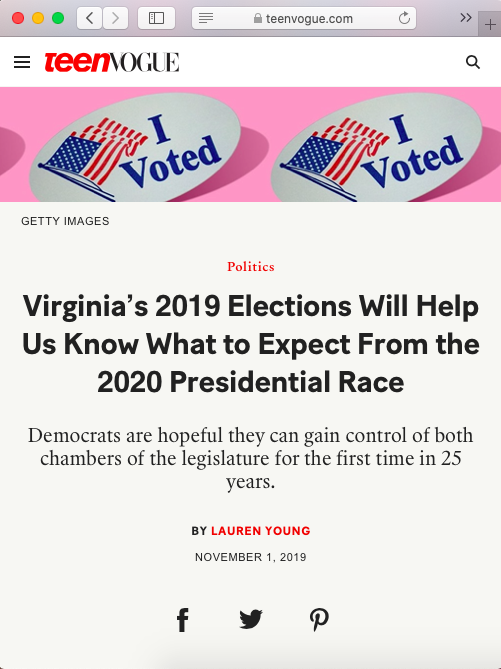 teenvogue.com
teenVOGUE
I Voted
I Voted
GETTY IMAGES
Politics
Virginia’s 2019 Elections Will Help
Us Know What to Expect From the
2020 Presidential Race
Democrats are hopeful they can gain control of both
chambers of the legislature for the first time in 25
years.
BY LAUREN YOUNG
NOVEMBER 1, 2019